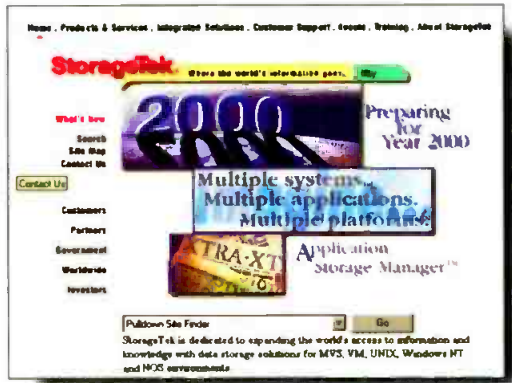 Home . Products & Services . Integrated Solutions . Customer Support . Events . Training . About StorageTek
StorageTek
Where the world's information goes.
Why
2000
Preparing
for
Year 2000
What's New
Search
Site Map
Contact Us
Contact Us
Customers
Partners
Government
Worldwide
Investors
Multiple systems.
Multiple applications.
Multiple platforms.
XTRA-XT
Application
Storage Manager™
Pulldown Site Finder
Go
StorageTek is dedicated to expanding the world's access to information and
knowledge with data storage solutions for MVS, VM, UNIX, Windows NT
and NOS environments